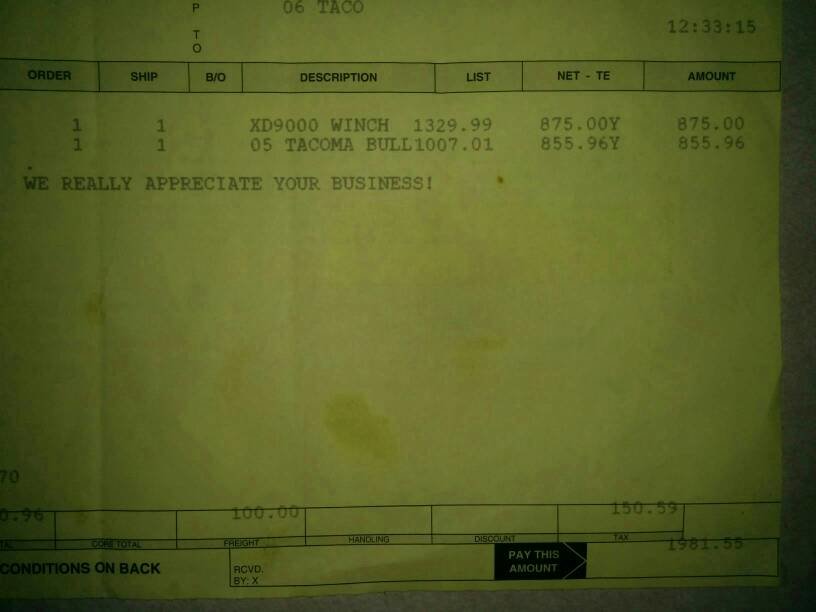 P 06 TACO
12:33:15
T
O
ORDER SHIP B/O DESCRIPTION LIST NET - TE AMOUNT
1 1 XD9000 WINCH 1329.99 875.00Y 875.00
1 1 05 TACOMA BULL1007.01 855.96Y 855.96
WE REALLY APPRECIATE YOUR BUSINESS!
70
0.96 100.00 150.59
TAL CORE TOTAL FREIGHT HANDLING DISCOUNT TAX
1981.55
CONDITIONS ON BACK RCVD. BY: X PAY THIS AMOUNT